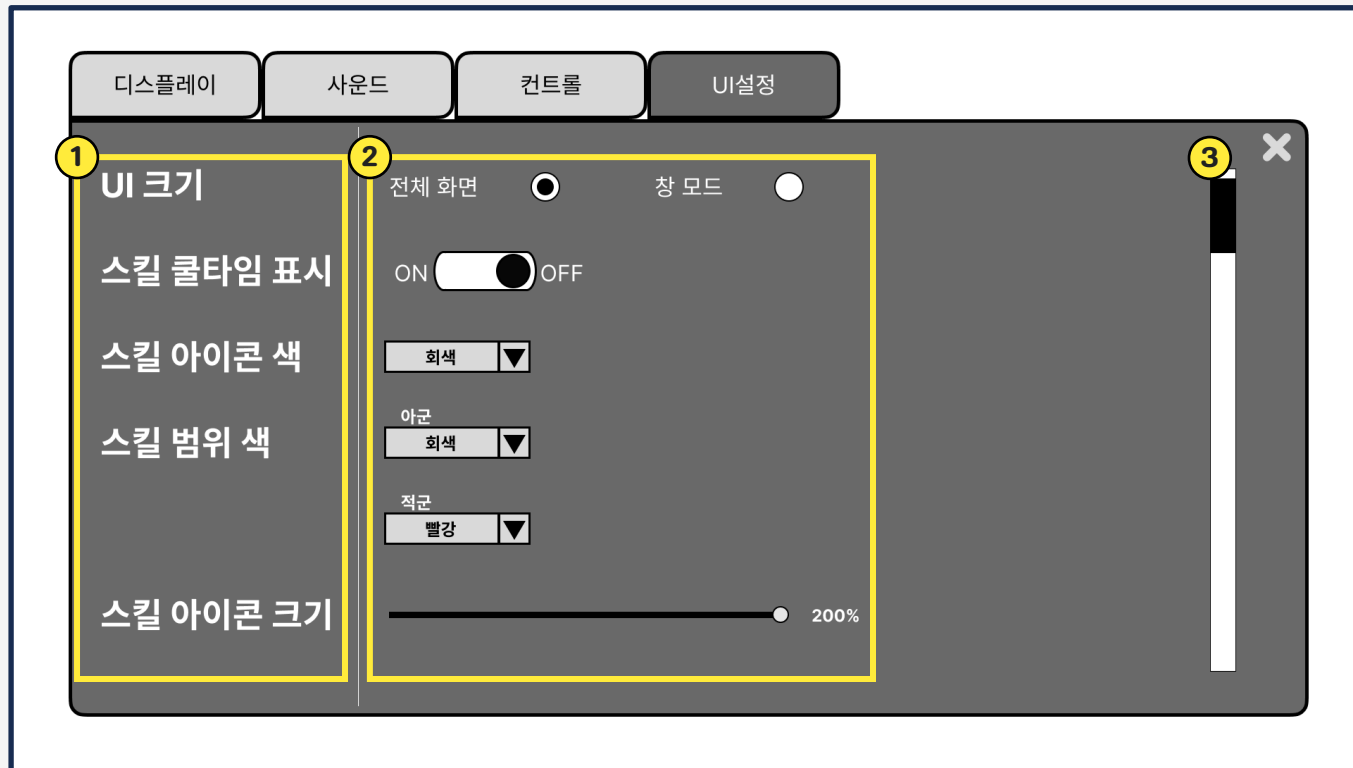 디스플레이 사운드 컨트롤 UI설정
1 2 3
UI 크기 전체 화면 창 모드
스킬 쿨타임 표시 ON OFF
스킬 아이콘 색 회색
아군
스킬 범위 색 회색
적군
빨강
스킬 아이콘 크기 200%